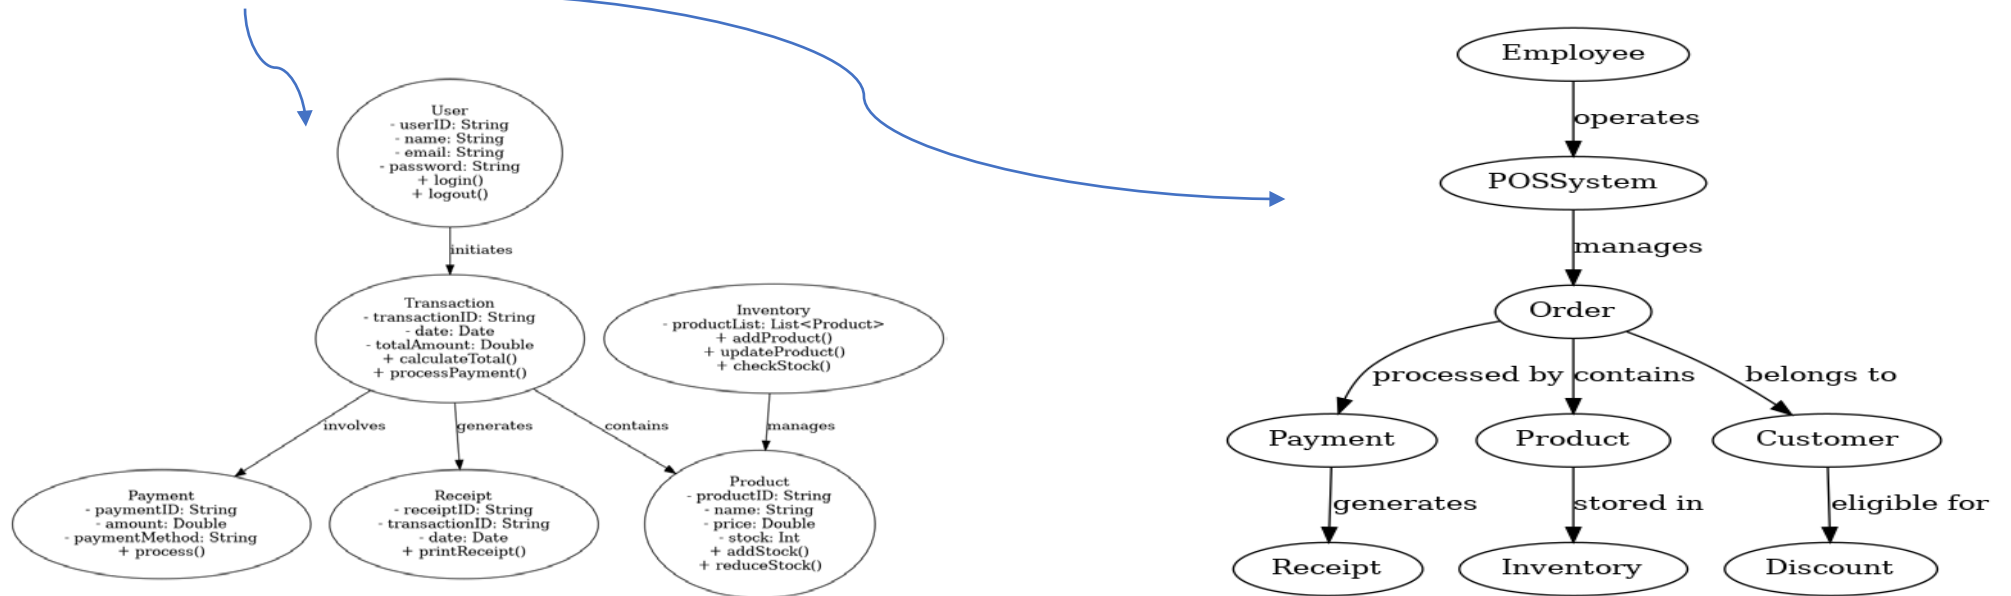 User
- userID: String
- name: String
- email: String
- password: String
+ login()
+ logout()
initiates
Transaction
- transactionID: String
- date: Date
- totalAmount: Double
+ calculateTotal()
+ processPayment()
Inventory
- productList: List<Product>
+ addProduct()
+ updateProduct()
+ checkStock()
involves
generates
contains
manages
Payment
- paymentID: String
- amount: Double
- paymentMethod: String
+ process()
Receipt
- receiptID: String
- transactionID: String
- date: Date
+ printReceipt()
Product
- productID: String
- name: String
- price: Double
- stock: Int
+ addStock()
+ reduceStock()
Employee
operates
POSSystem
manages
Order
processed by
contains
belongs to
Payment
Product
Customer
generates
stored in
eligible for
Receipt
Inventory
Discount